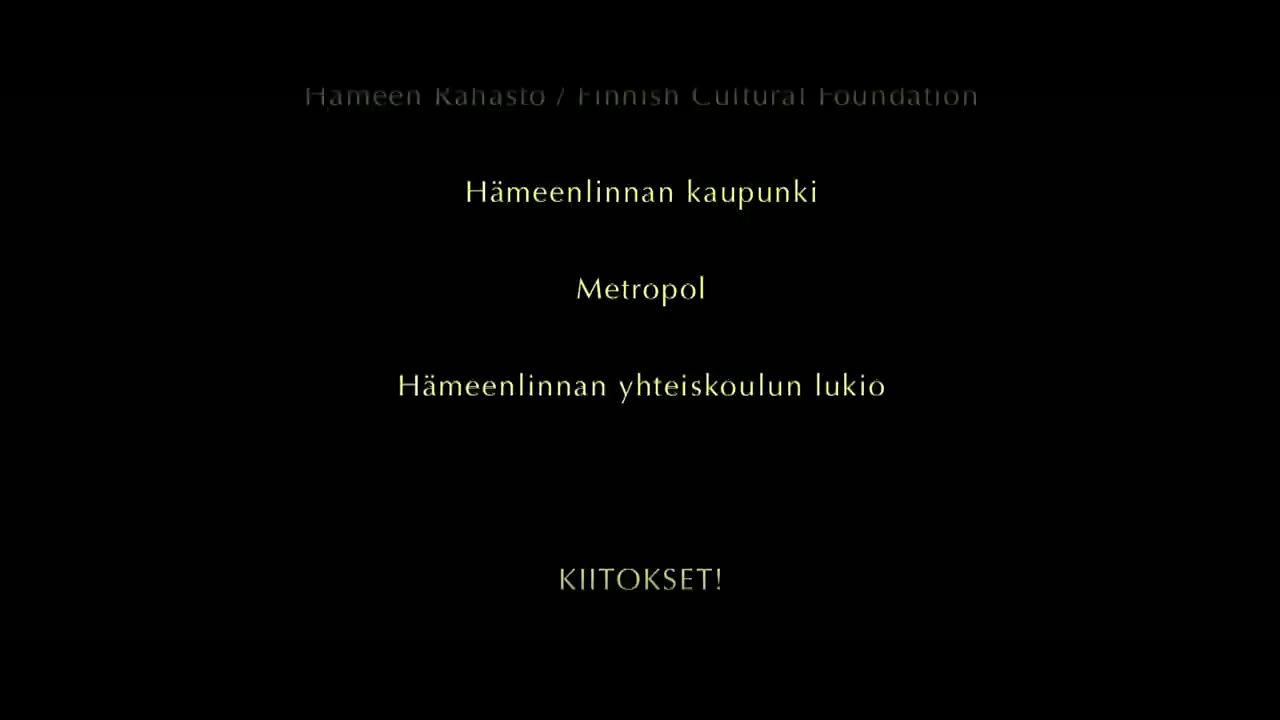 Hämeen Rahasto / Finnish Cultural Foundation
Hämeenlinnan kaupunki
Metropol
Hämeenlinnan yhteiskoulun lukio
KIITOKSET!